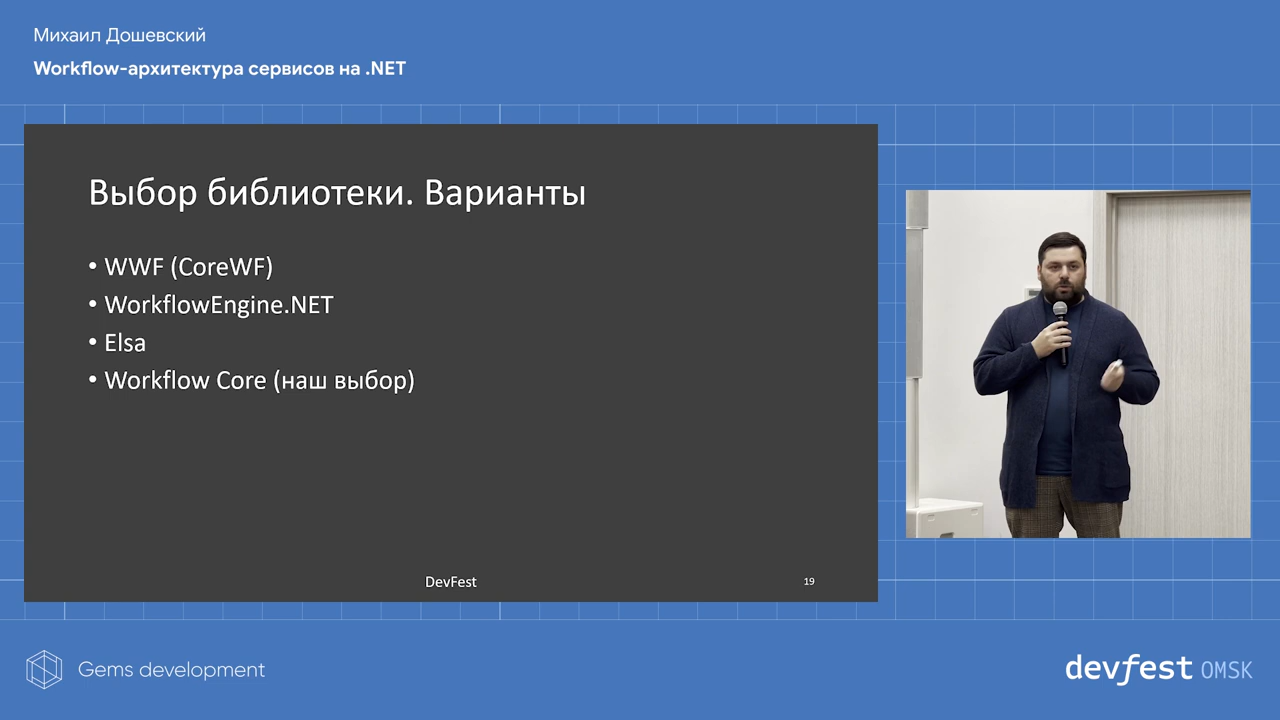 Михаил Дошевский
Workflow-архитектура сервисов на .NET
Выбор библиотеки. Варианты
• WWF (CoreWF)
• WorkflowEngine.NET
• Elsa
• Workflow Core (наш выбор)
DevFest
19
Gems development
devfest OMSK